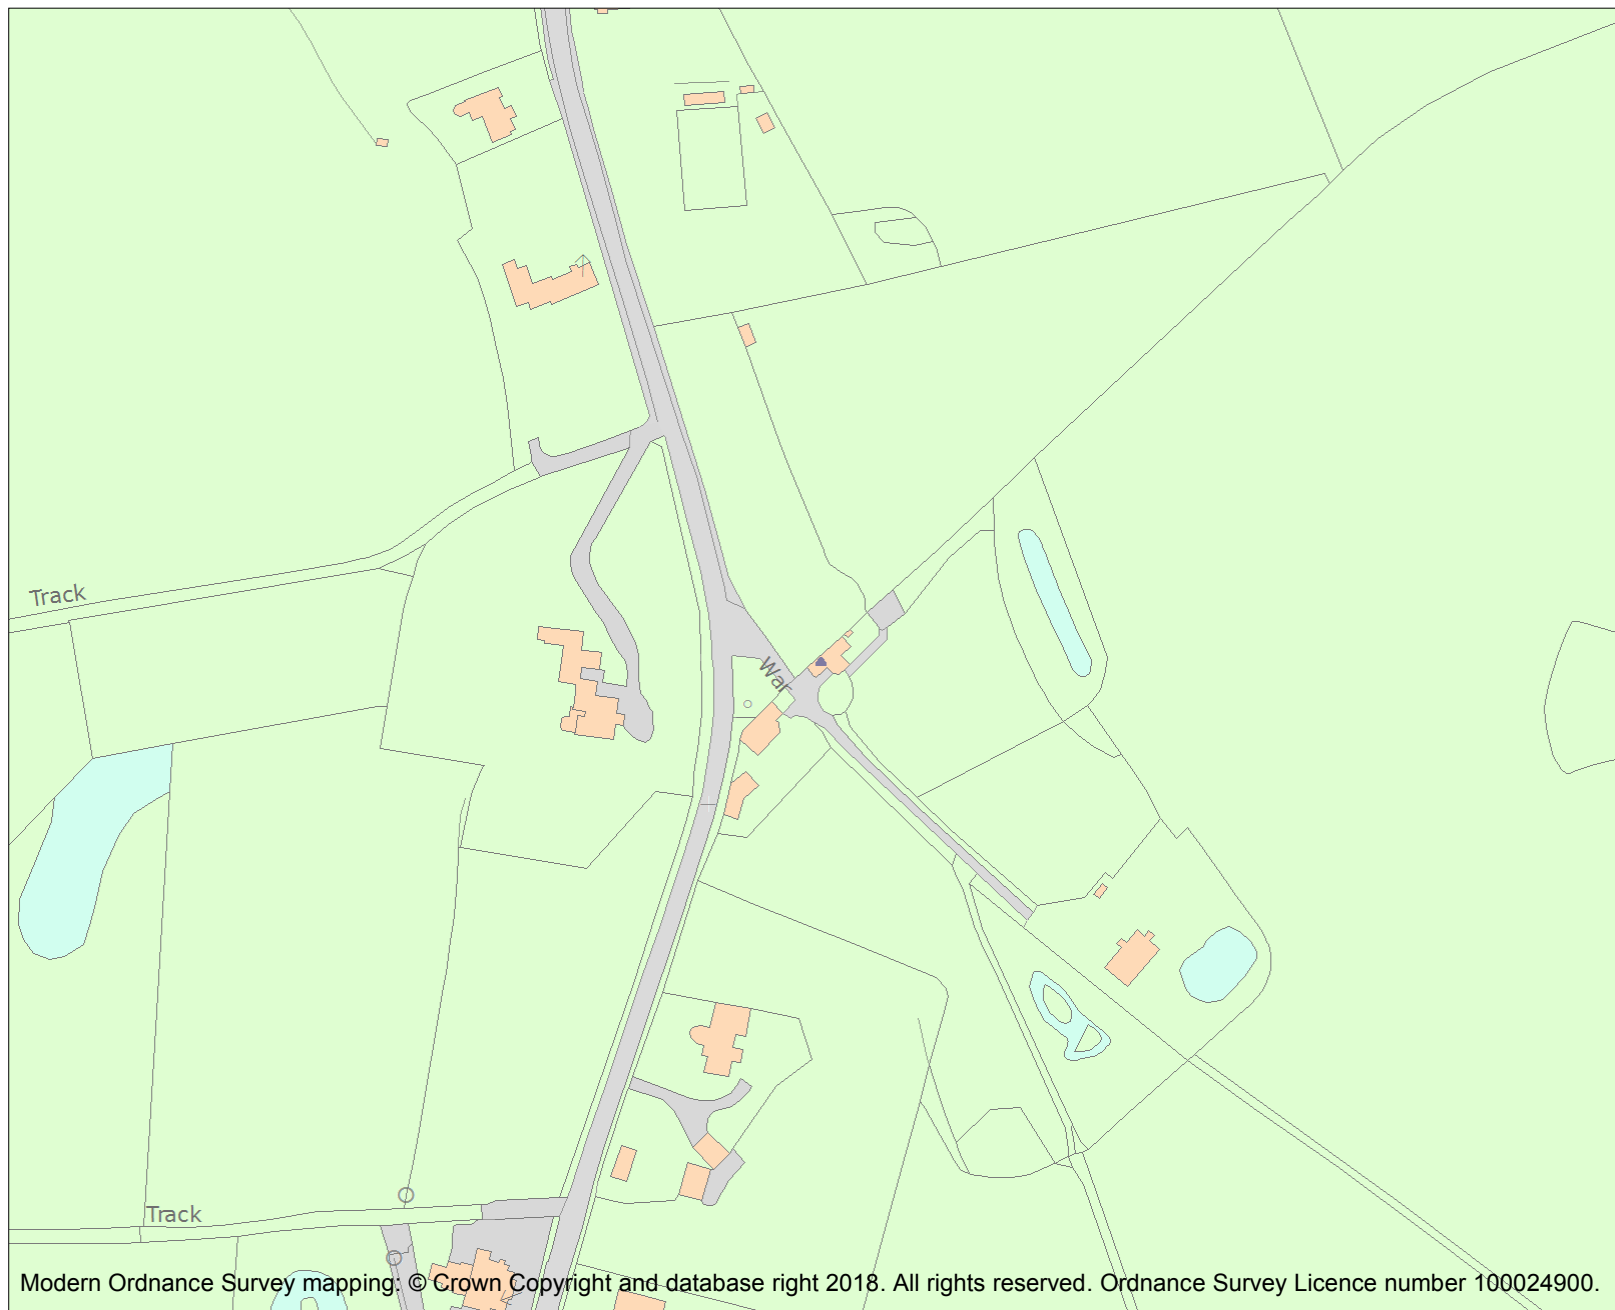 Track
War
Track
Modern Ordnance Survey mapping: © Crown Copyright and database right 2018. All rights reserved. Ordnance Survey Licence number 100024900.